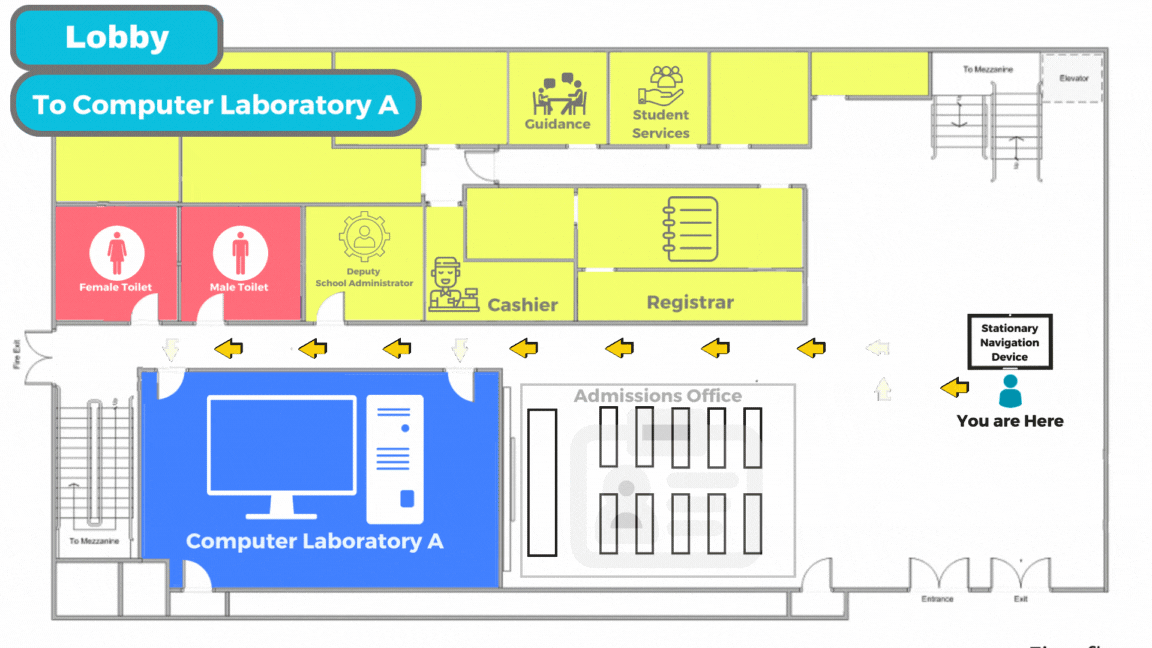 Lobby
To Computer Laboratory A
To Mezzanine
Elevator
Guidance
Student
Services
Female Toilet
Male Toilet
Deputy
School Administrator
Cashier
Registrar
Stationary
Navigation
Device
You are Here
Fire Exit
Admissions Office
Computer Laboratory A
To Mezzanine
Entrance
Exit